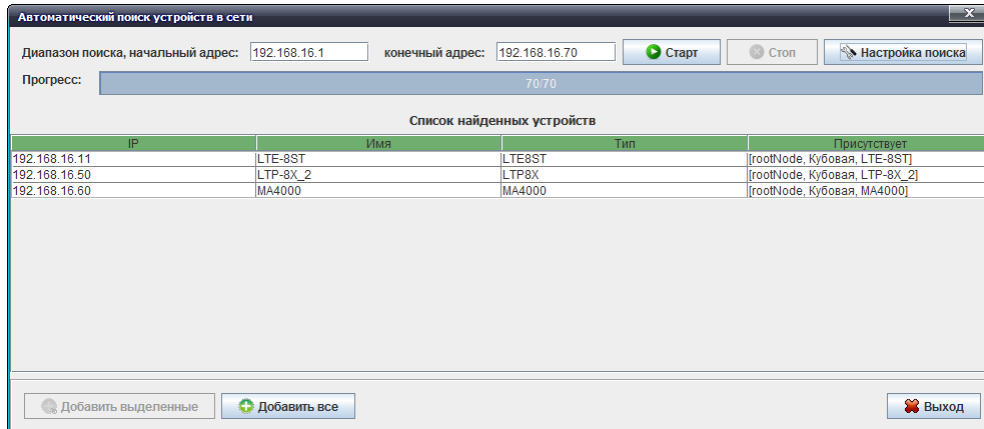 Автоматический поиск устройств в сети
Диапазон поиска, начальный адрес: 192.168.16.1 конечный адрес: 192.168.16.70 Старт Стоп Настройка поиска
Прогресс: 70/70
Список найденных устройств
IP Имя Тип Присутствует
192.168.16.11 LTE-8ST LTE8ST [rootNode, Кубовая, LTE-8ST]
192.168.16.50 LTP-8X_2 LTP8X [rootNode, Кубовая, LTP-8X_2]
192.168.16.60 MA4000 MA4000 [rootNode, Кубовая, MA4000]
Добавить выделенные Добавить все Выход